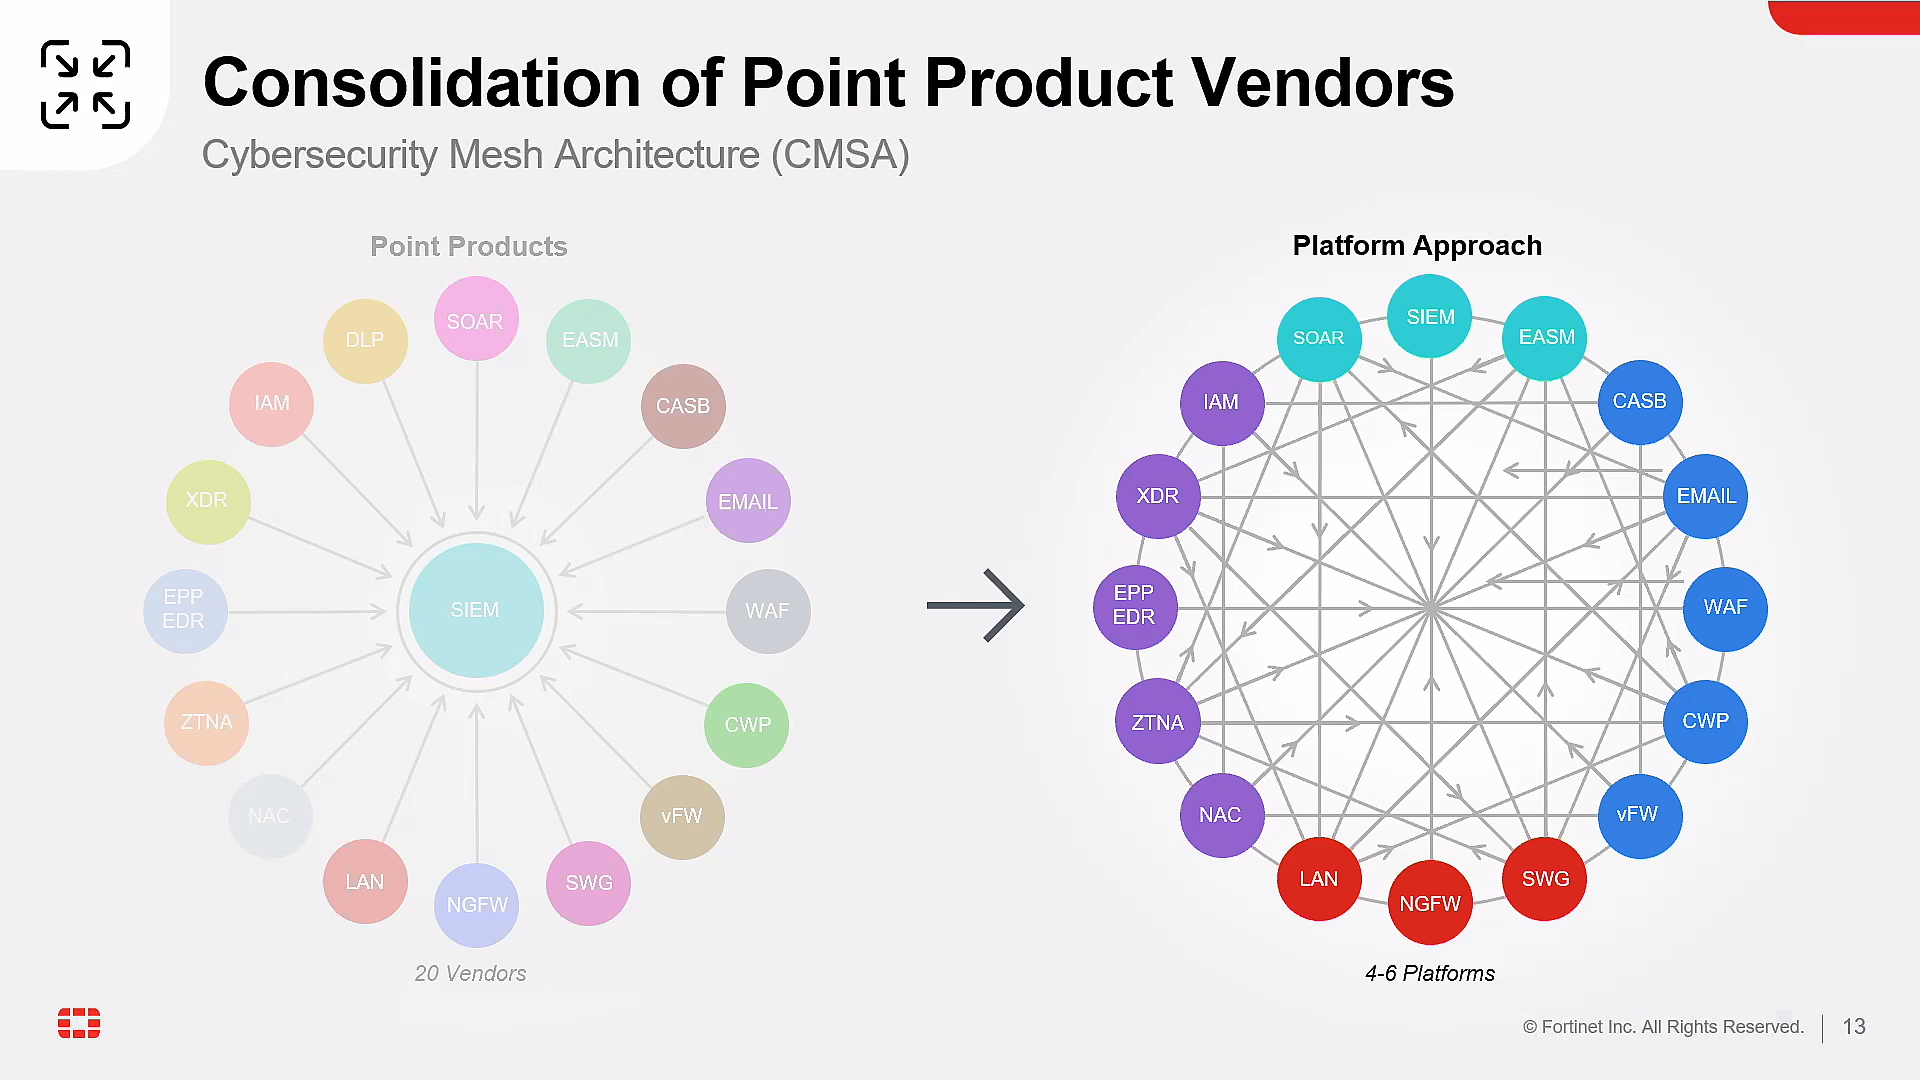 Consolidation of Point Product Vendors
Cybersecurity Mesh Architecture (CMSA)
Point Products
SOAR
DLP
EASM
IAM
CASB
XDR
EMAIL
EPP
EDR
SIEM
WAF
ZTNA
CWP
NAC
vFW
LAN
SWG
NGFW
20 Vendors
Platform Approach
SIEM
SOAR
EASM
IAM
CASB
XDR
EMAIL
EPP
EDR
WAF
ZTNA
CWP
NAC
vFW
LAN
SWG
NGFW
4-6 Platforms
© Fortinet Inc. All Rights Reserved.
13